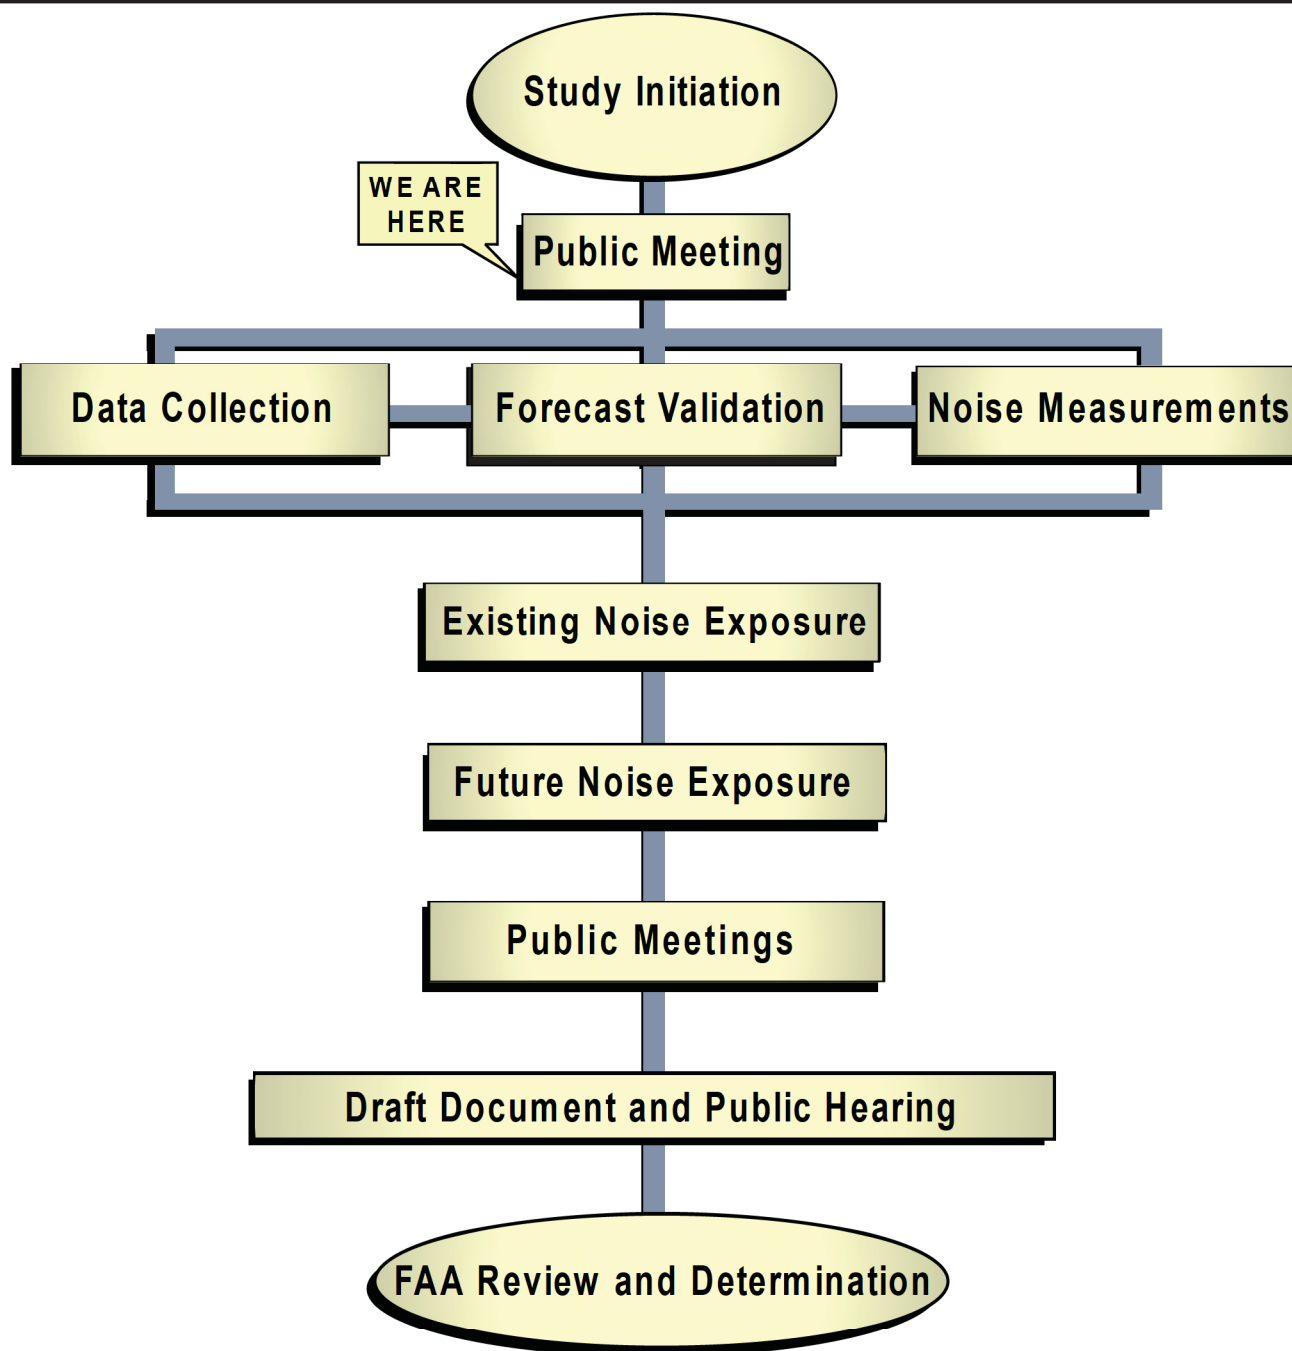 Study Initiation
WE ARE
HERE
Public Meeting
Data Collection
Forecast Validation
Noise Measurements
Existing Noise Exposure
Future Noise Exposure
Public Meetings
Draft Document and Public Hearing
FAA Review and Determination